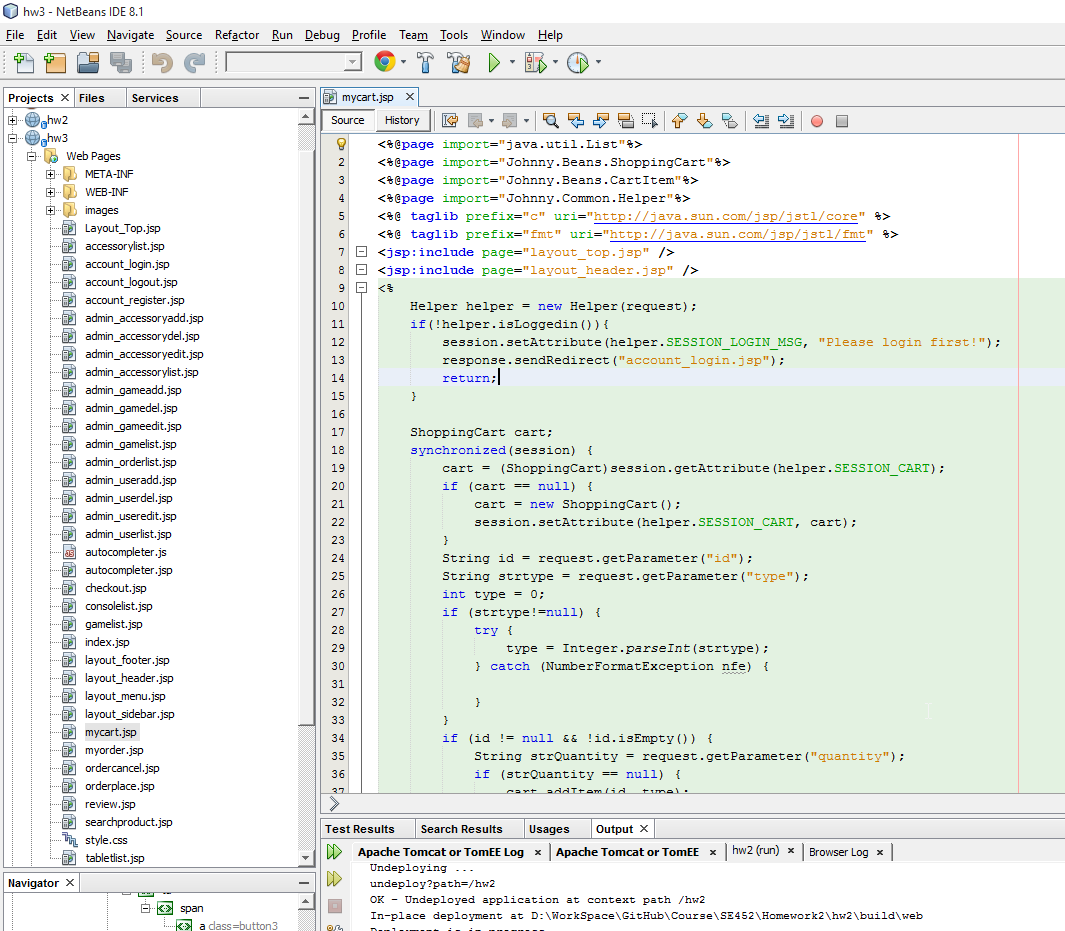 hw3 - NetBeans IDE 8.1
File Edit View Navigate Source Refactor Run Debug Profile Team Tools Window Help
Projects Files Services
hw2
hw3
Web Pages
META-INF
WEB-INF
images
Layout_Top.jsp
accessorylist.jsp
account_login.jsp
account_logout.jsp
account_register.jsp
admin_accessoryadd.jsp
admin_accessorydel.jsp
admin_accessoryedit.jsp
admin_accessorylist.jsp
admin_gameadd.jsp
admin_gamedel.jsp
admin_gameedit.jsp
admin_gamelist.jsp
admin_orderlist.jsp
admin_useradd.jsp
admin_userdel.jsp
admin_useredit.jsp
admin_userlist.jsp
autocompleter.js
autocompleter.jsp
checkout.jsp
consolelist.jsp
gamelist.jsp
index.jsp
layout_footer.jsp
layout_header.jsp
layout_menu.jsp
layout_sidebar.jsp
mycart.jsp
myorder.jsp
ordercancel.jsp
orderplace.jsp
review.jsp
searchproduct.jsp
style.css
tabletlist.jsp
Navigator
span
a class=button3
mycart.jsp
Source History
<%@page import="java.util.List"%>
2 <%@page import="Johnny.Beans.ShoppingCart"%>
3 <%@page import="Johnny.Beans.CartItem"%>
4 <%@page import="Johnny.Common.Helper"%>
5 <%@ taglib prefix="c" uri="http://java.sun.com/jsp/jstl/core" %>
6 <%@ taglib prefix="fmt" uri="http://java.sun.com/jsp/jstl/fmt" %>
7 <jsp:include page="layout_top.jsp" />
8 <jsp:include page="layout_header.jsp" />
9 <%
10 Helper helper = new Helper(request);
11 if(!helper.isLoggedin()){
12 session.setAttribute(helper.SESSION_LOGIN_MSG, "Please login first!");
13 response.sendRedirect("account_login.jsp");
14 return;
15 }
16
17 ShoppingCart cart;
18 synchronized(session) {
19 cart = (ShoppingCart)session.getAttribute(helper.SESSION_CART);
20 if (cart == null) {
21 cart = new ShoppingCart();
22 session.setAttribute(helper.SESSION_CART, cart);
23 }
24 String id = request.getParameter("id");
25 String strtype = request.getParameter("type");
26 int type = 0;
27 if (strtype!=null) {
28 try {
29 type = Integer.parseInt(strtype);
30 } catch (NumberFormatException nfe) {
31
32 }
33 }
34 if (id != null && !id.isEmpty()) {
35 String strQuantity = request.getParameter("quantity");
36 if (strQuantity == null) {
37 cart.addItem(id, type);
Test Results Search Results Usages Output
Apache Tomcat or TomEE Log Apache Tomcat or TomEE hw2 (run) Browser Log
Undeploying ...
undeploy?path=/hw2
OK - Undeployed application at context path /hw2
In-place deployment at D:\WorkSpace\GitHub\Course\SE452\Homework2\hw2\build\web
Deployment is in progress